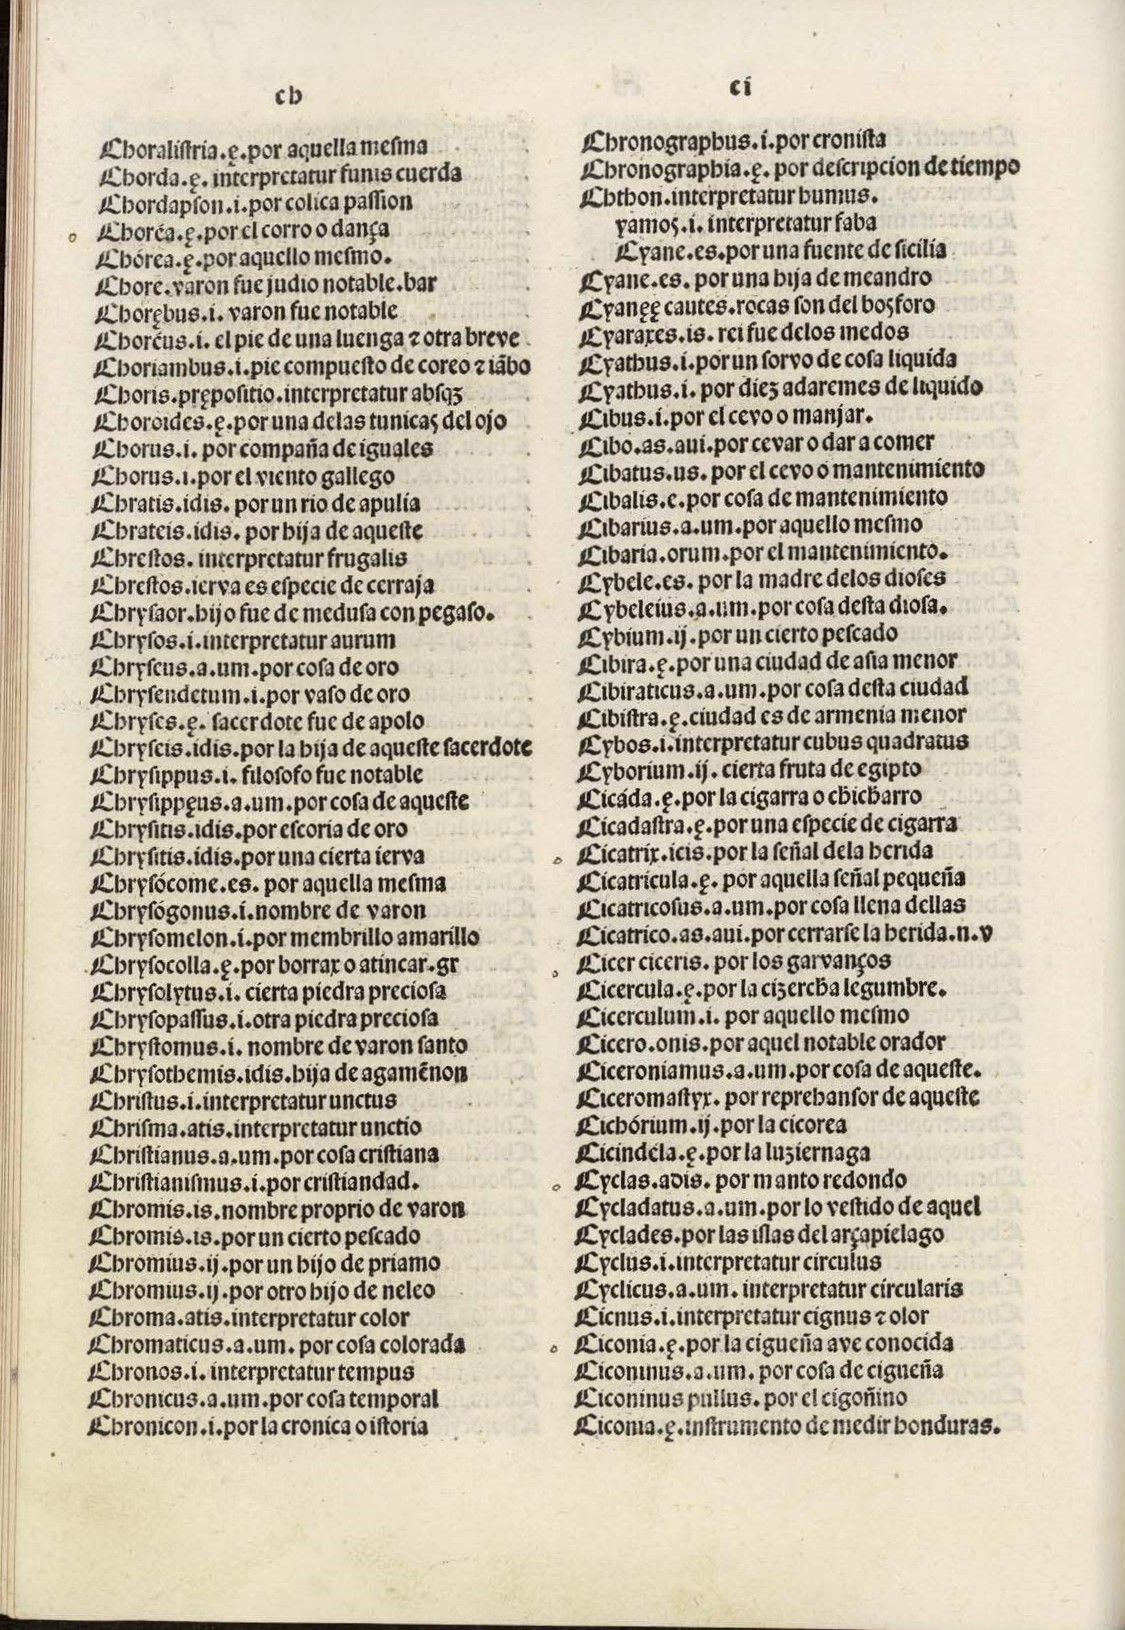 ch
Choralistria.ę.por aquella mesma
Chorda.ę. interpretatur funis cuerda
Chordapson.i.por colica passion
Choréa.ę.por el corro o dança
Chórea.ę.por aquello mesmo.
Chore.varon fue judio notable.bar
Chorębus.i. varon fue notable
Choréus.i. el pie de una luenga ⁊ otra breve
Choriambus.i.pie compuesto de coreo ⁊ iãbo
Choris.prępositio.interpretatur absqꝫ
Choroides.ę.por una delas tunicas del ojo
Chorus.i. por compaña de iguales
Chorus.i.por el viento gallego
Chratis.idis. por un rio de apulia
Chrateis.idis. por hija de aqueste
Chrestos. interpretatur frugalis
Chrestos.ierva es especie de cerraja
Chrysaor.hijo fue de medusa con pegaso.
Chrysos.i.interpretatur aurum
Chryseus.a.um.por cosa de oro
Chrysendetum.i.por vaso de oro
Chryses.ę. sacerdote fue de apolo
Chryseis.idis.por la hija de aqueste sacerdote
Chrysippus.i. filosofo fue notable
Chrysippęus.a.um.por cosa de aqueste
Chrysitis.idis.por escoria de oro
Chrysitis.idis.por una cierta ierva
Chrysócome.es. por aquella mesma
Chrysógonus.i.nombre de varon
Chrysomelon.i.por membrillo amarillo
Chrysocolla.ę.por borrax o atincar.gr
Chrysolytus.i. cierta piedra preciosa
Chrysopassus.i.otra piedra preciosa
Chrystomus.i. nombre de varon santo
Chrysothemis.idis.hija de agamẽnon
Christus.i.interpretatur unctus
Chrisma.atis.interpretatur unctio
Christianus.a.um.por cosa cristiana
Christianismus.i.por cristiandad.
Chromis.is.nombre proprio de varon
Chromis.is.por un cierto pescado
Chromius.ij.por un hijo de priamo
Chromius.ij.por otro hijo de neleo
Chroma.atis.interpretatur color
Chromaticus.a.um. por cosa colorada
Chronos.i.interpretatur tempus
Chronicus.a.um.por cosa temporal
Chronicon.i.por la cronica o istoria
ci
Chronographus.i.por cronista
Chronographia.ę. por descripcion de tiempo
Chthon.interpretatur humus.
yamos.i. interpretatur faba
Cyane.es.por una fuente de sicilia
Cyane.es. por una hija de meandro
Cyanęę cautes.rocas son del bosforo
Cyaraxes.is. rei fue delos medos
Cyathus.i.por un sorvo de cosa liquida
Cyathus.i. por diez adaremes de liquido
Cibus.i.por el cevo o manjar.
Cibo.as.aui.por cevar o dar a comer
Cibatus.us. por el cevo o mantenimiento
Cibalis.e.por cosa de mantenimiento
Cibarius.a.um.por aquello mesmo
Cibaria.orum.por el mantenimiento.
Cybele.es. por la madre delos dioses
Cybeleius.a.um.por cosa desta diosa.
Cybium.ij.por un cierto pescado
Cibira.ę.por una ciudad de asia menor
Cibiraticus.a.um.por cosa desta ciudad
Cibistra.ę.ciudad es de armenia menor
Cybos.i.interpretatur cubus quadratus
Cyborium.ij. cierta fruta de egipto
Cicáda.ę.por la cigarra o chicharro
Cicadastra.ę.por una especie de cigarra
Cicatrix.icis.por la señal dela herida
Cicatricula.ę. por aquella señal pequeña
Cicatricosus.a.um.por cosa llena dellas
Cicatrico.as.aui.por cerrarse la herida.n.v
Cicer ciceris. por los garvanços
Cicercula.ę.por la cizercha legumbre.
Cicerculum.i. por aquello mesmo
Cicero.onis.por aquel notable orador
Ciceroniamus.a.um.por cosa de aqueste.
Ciceromastyx. por reprehansor de aqueste
Cichórium.ij.por la cicorea
Cicindéla.ę.por la luziernaga
Cyclas.adis. por manto redondo
Cycladatus.a.um.por lo vestido de aquel
Cyclades.por las islas del arçapielago
Cyclus.i.interpretatur circulus
Cyclicus.a.um. interpretatur circularis
Cicnus.i.interpretatur cignus ⁊ olor
Ciconia.ę.por la cigueña ave conocida
Ciconinus.a.um. por cosa de cigueña
Ciconinus pullus. por el cigoñino
Ciconia.ę.instrumento de medir honduras.